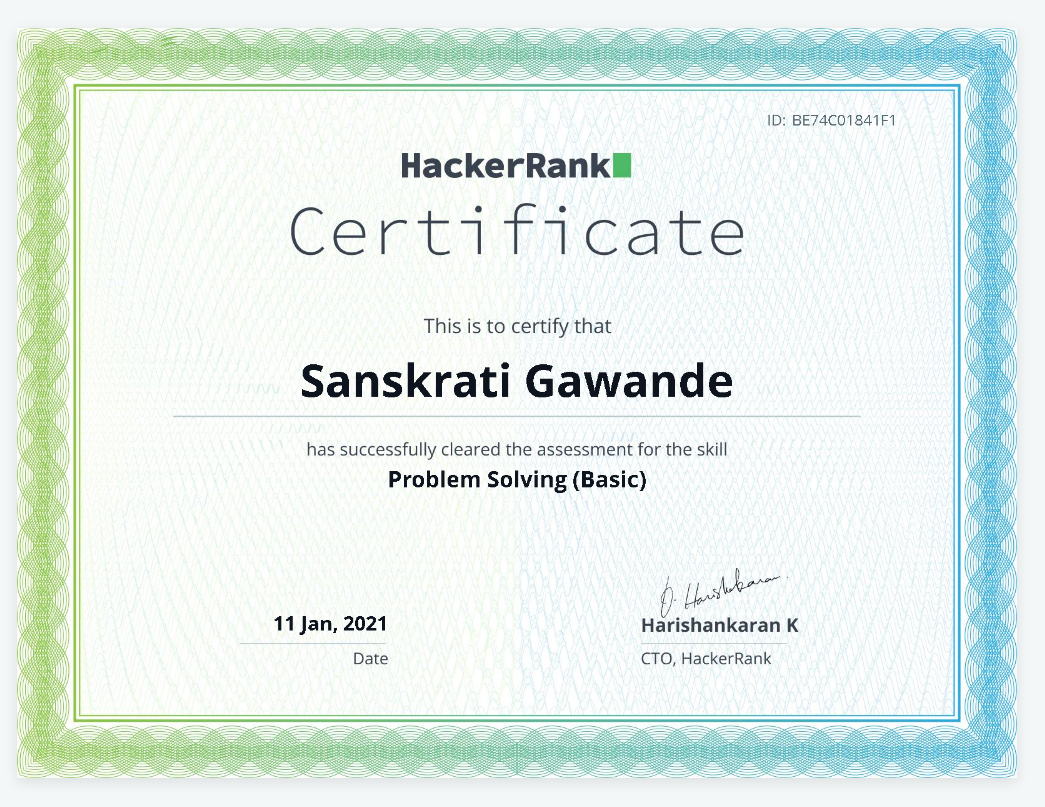 ID: BE74C01841F1
HackerRank
Certificate
This is to certify that
Sanskrati Gawande
has successfully cleared the assessment for the skill
Problem Solving (Basic)
Harishankaran
11 Jan, 2021
Harishankaran K
Date
CTO, HackerRank